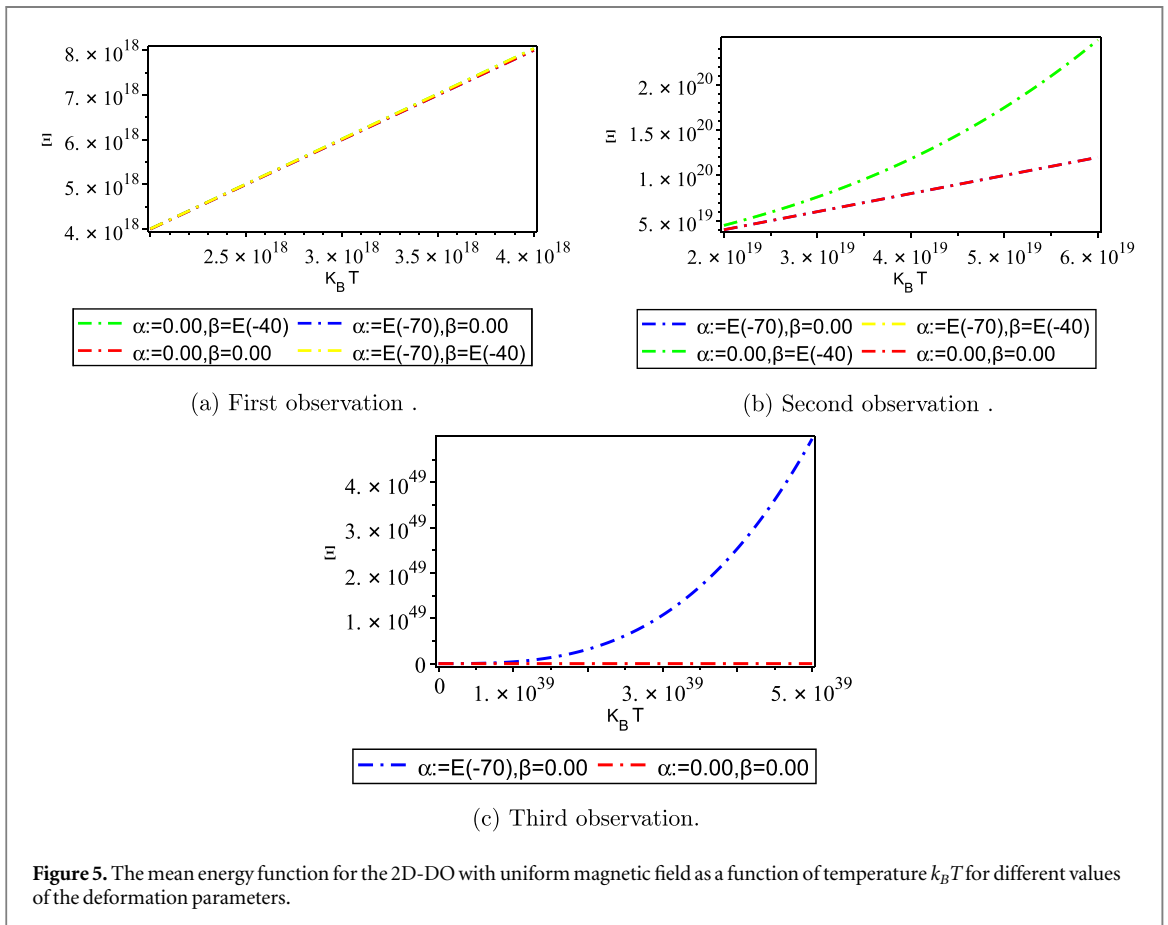 8. × 10^18
7. × 10^18
6. × 10^18
5. × 10^18
4. × 10^18
Ξ
2.5 × 10^18 3. × 10^18 3.5 × 10^18 4. × 10^18
K_B T
α:=0.00,β=E(-40) α:=E(-70),β=0.00
α:=0.00,β=0.00 α:=E(-70),β=E(-40)
(a) First observation .
2. × 10^20
1.5 × 10^20
1. × 10^20
5. × 10^19
Ξ
2. × 10^19 3. × 10^19 4. × 10^19 5. × 10^19 6. × 10^19
K_B T
α:=E(-70),β=0.00 α:=E(-70),β=E(-40)
α:=0.00,β=E(-40) α:=0.00,β=0.00
(b) Second observation .
4. × 10^49
3. × 10^49
2. × 10^49
1. × 10^49
0
Ξ
0 1. × 10^39 3. × 10^39 5. × 10^39
K_B T
α:=E(-70),β=0.00 α:=0.00,β=0.00
(c) Third observation.
Figure 5. The mean energy function for the 2D-DO with uniform magnetic field as a function of temperature k_BT for different values
of the deformation parameters.